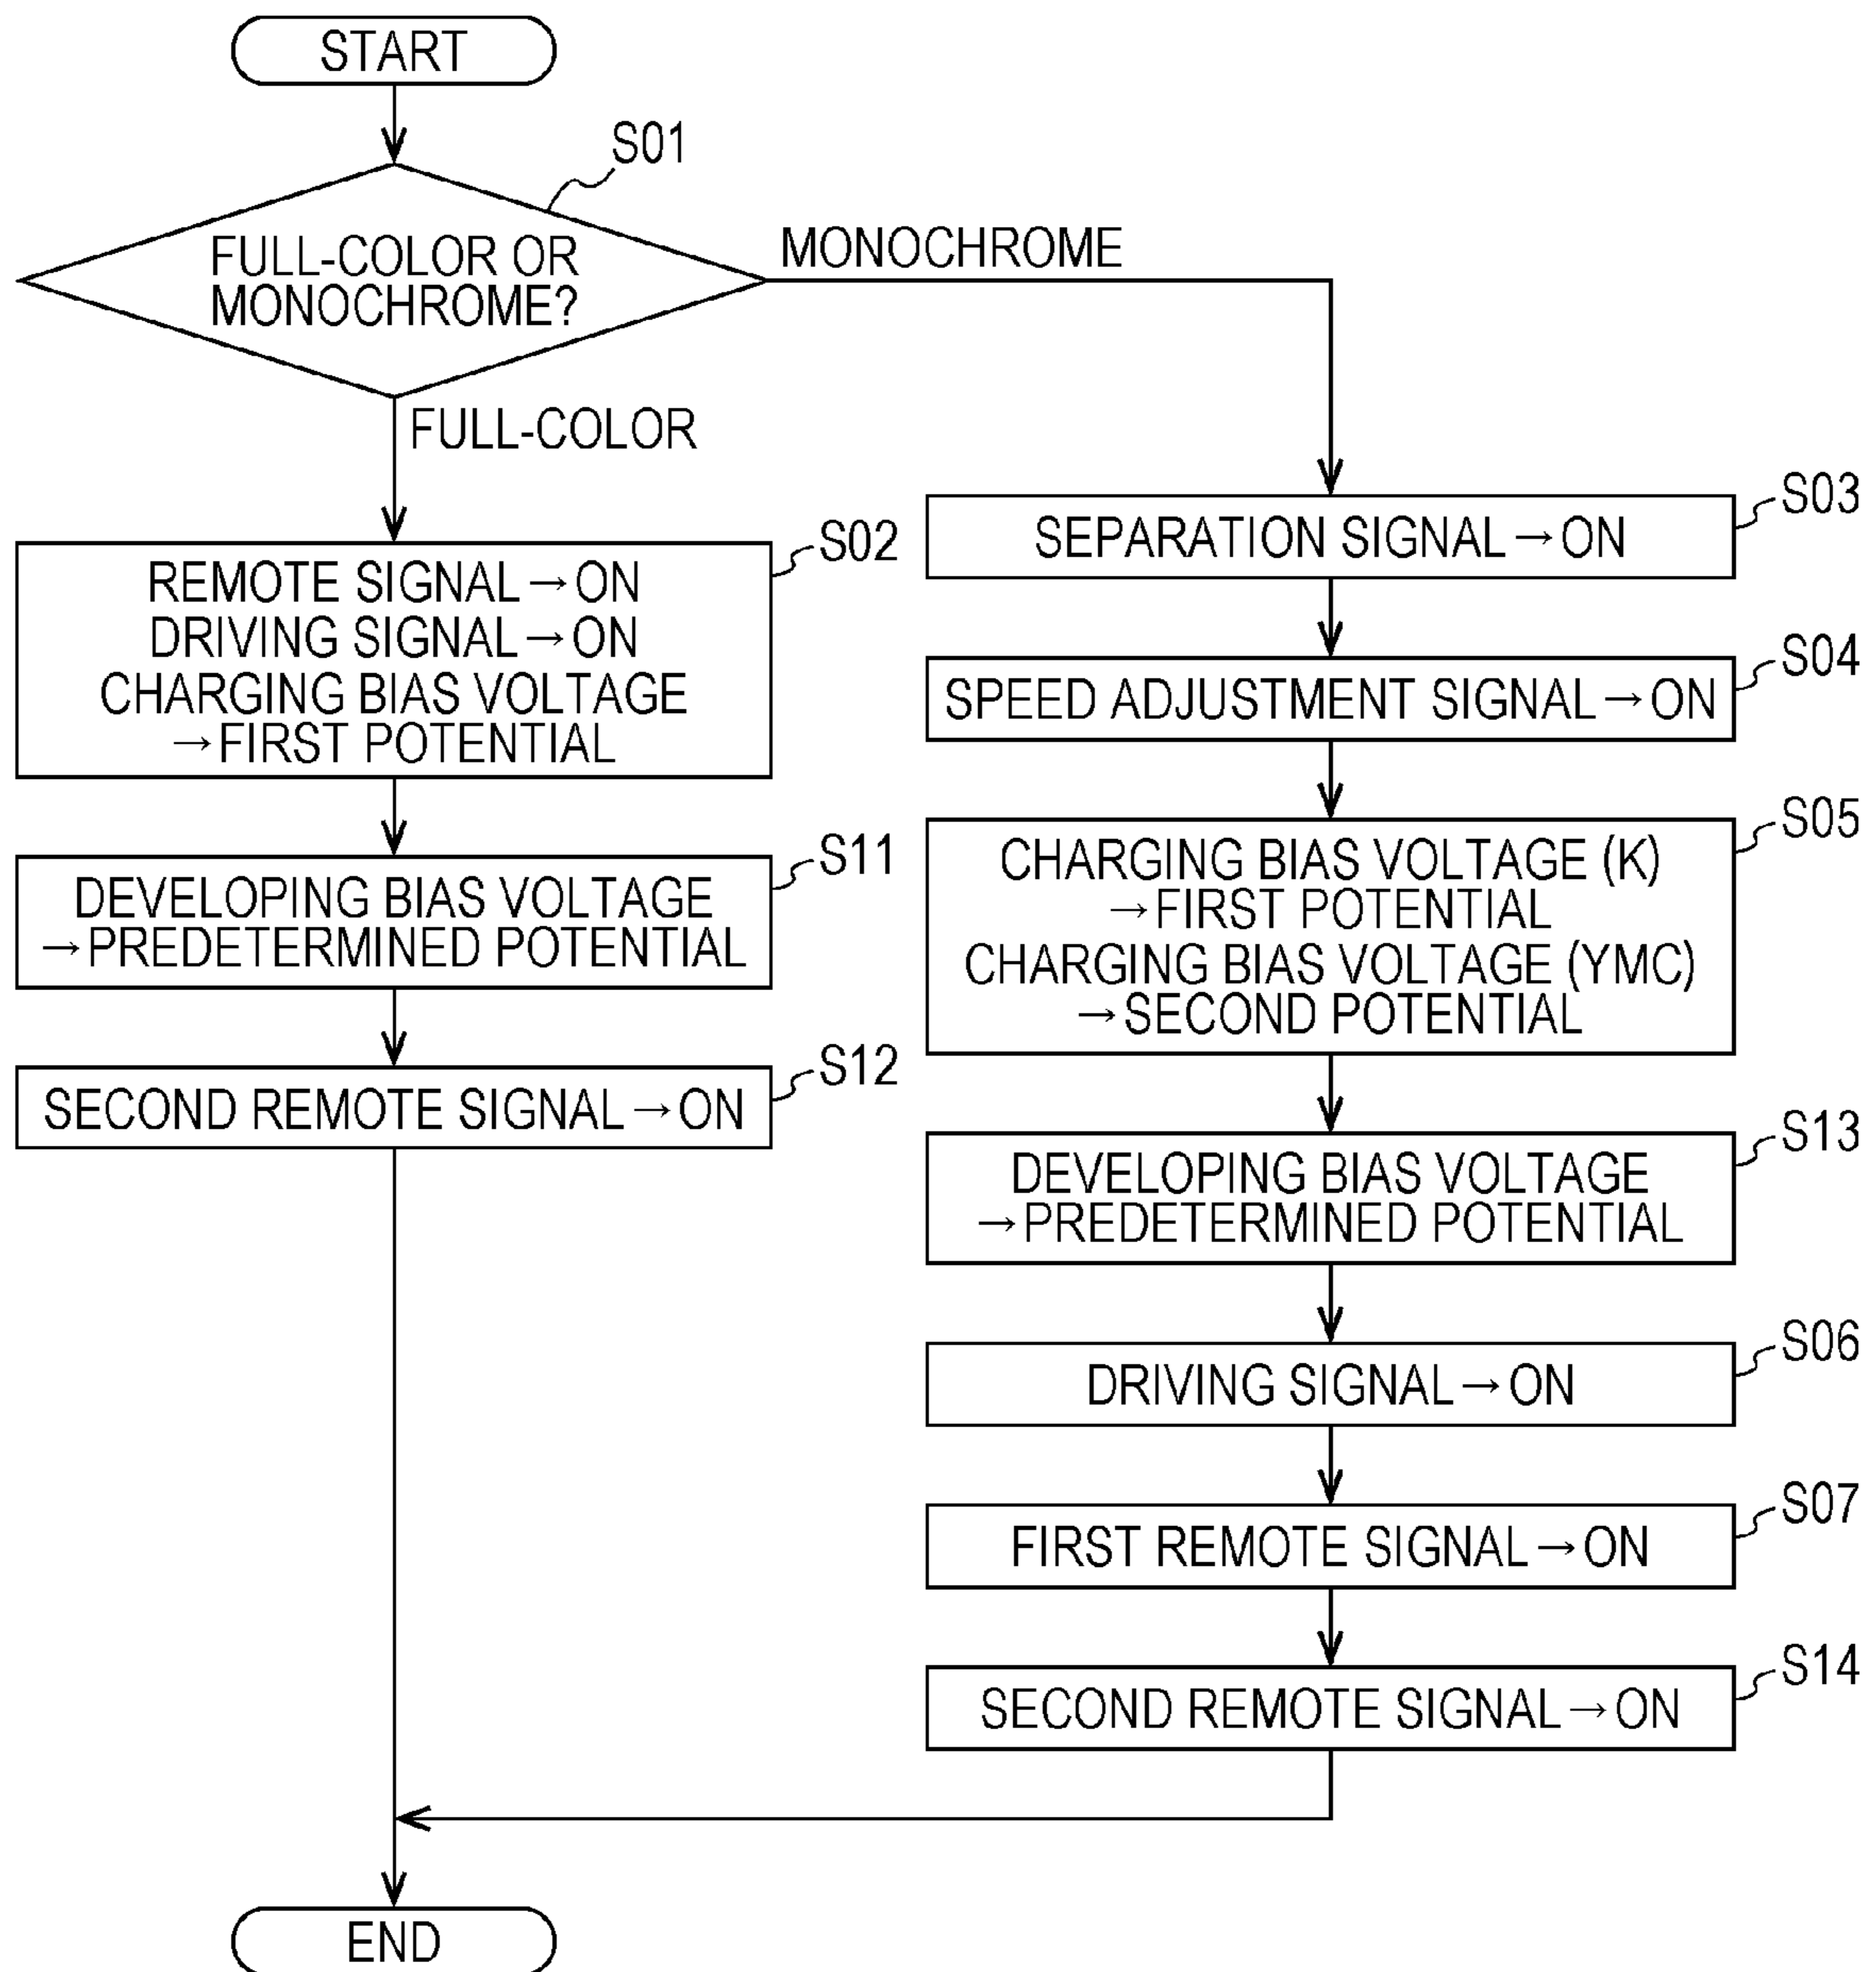 START
S01
FULL-COLOR OR
MONOCHROME?
MONOCHROME
FULL-COLOR
S02
REMOTE SIGNAL→ON
DRIVING SIGNAL→ON
CHARGING BIAS VOLTAGE
→FIRST POTENTIAL
S11
DEVELOPING BIAS VOLTAGE
→PREDETERMINED POTENTIAL
S12
SECOND REMOTE SIGNAL→ON
S03
SEPARATION SIGNAL→ON
S04
SPEED ADJUSTMENT SIGNAL→ON
S05
CHARGING BIAS VOLTAGE (K)
→FIRST POTENTIAL
CHARGING BIAS VOLTAGE (YMC)
→SECOND POTENTIAL
S13
DEVELOPING BIAS VOLTAGE
→PREDETERMINED POTENTIAL
S06
DRIVING SIGNAL→ON
S07
FIRST REMOTE SIGNAL→ON
S14
SECOND REMOTE SIGNAL→ON
END